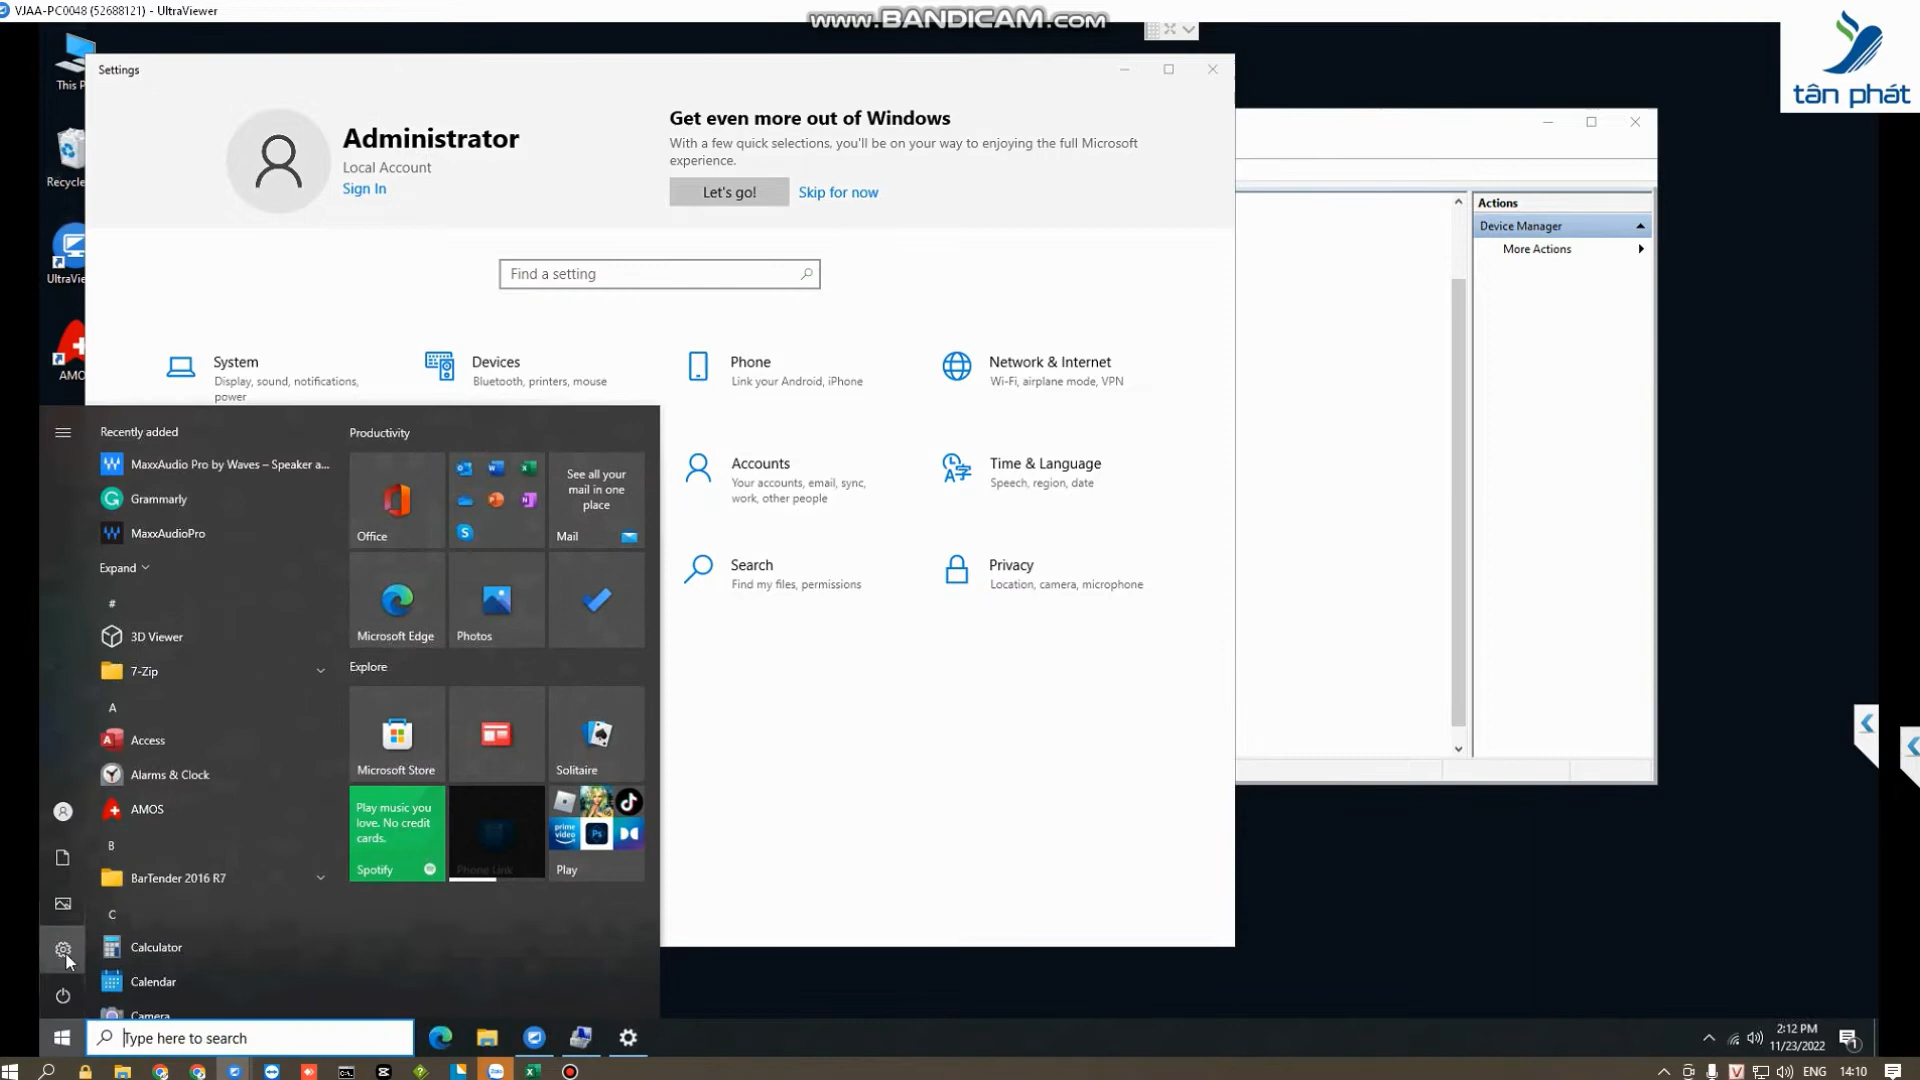 VJAA-PC0048 (52688121) - UltraViewer
www.BANDICAM.com
tân phát
This P
Recycle
UltraVie
AMO
Settings
Administrator
Local Account
Sign In
Get even more out of Windows
With a few quick selections, you'll be on your way to enjoying the full Microsoft
experience.
Let's go!
Skip for now
Find a setting
System
Display, sound, notifications,
power
Devices
Bluetooth, printers, mouse
Phone
Link your Android, iPhone
Network & Internet
Wi-Fi, airplane mode, VPN
Accounts
Your accounts, email, sync,
work, other people
Time & Language
Speech, region, date
Search
Find my files, permissions
Privacy
Location, camera, microphone
Actions
Device Manager
More Actions
Recently added
MaxxAudio Pro by Waves – Speaker a...
Grammarly
MaxxAudioPro
Expand
#
3D Viewer
7-Zip
A
Access
Alarms & Clock
AMOS
B
BarTender 2016 R7
C
Calculator
Calendar
Camera
Productivity
Office
See all your
mail in one
place
Mail
Microsoft Edge
Photos
Explore
Microsoft Store
Solitaire
Play music you
love. No credit
cards.
Spotify
Phone Link
prime video
Ps
Play
Type here to search
2:12 PM
11/23/2022
1
Zalo
V
ENG
14:10